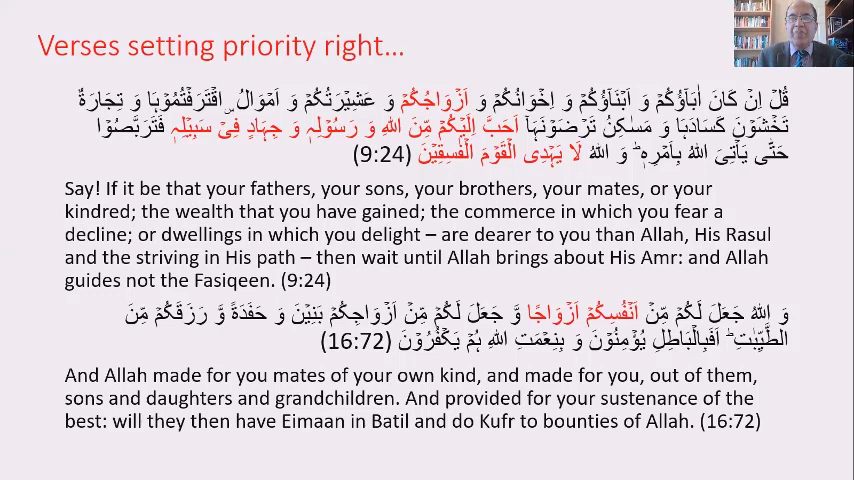 Verses setting priority right...
قُلۡ اِنۡ كَانَ اٰبَآؤُكُمۡ وَ اَبۡنَآؤُكُمۡ وَ اِخۡوَانُكُمۡ وَ اَزۡوَاجُكُمۡ وَ عَشِيۡرَتُكُمۡ وَ اَمۡوَالُ ۨاقۡتَرَفۡتُمُوۡہَا وَ تِجَارَةٌ
تَخۡشَوۡنَ كَسَادَہَا وَ مَسٰكِنُ تَرۡضَوۡنَہَاۤ اَحَبَّ اِلَيۡكُمۡ مِّنَ اللّٰهِ وَ رَسُوۡلِہٖ وَ جِہَادٍ فِىۡ سَبِيۡلِہٖ فَتَرَبَّصُوۡا
حَتّٰى يَاۡتِىَ اللّٰهُ بِاَمۡرِہٖ ؕ وَ اللّٰهُ لَا يَہۡدِى الۡقَوۡمَ الۡفٰسِقِيۡنَ (9:24)
Say! If it be that your fathers, your sons, your brothers, your mates, or your
kindred; the wealth that you have gained; the commerce in which you fear a
decline; or dwellings in which you delight – are dearer to you than Allah, His Rasul
and the striving in His path – then wait until Allah brings about His Amr: and Allah
guides not the Fasiqeen. (9:24)
وَ اللّٰهُ جَعَلَ لَكُمۡ مِّنۡ اَنۡفُسِكُمۡ اَزۡوَاجًا وَّ جَعَلَ لَكُمۡ مِّنۡ اَزۡوَاجِكُمۡ بَنِيۡنَ وَ حَفَدَةً وَّ رَزَقَكُمۡ مِّنَ
الطَّيِّبٰتِ ؕ اَفَبِالۡبَاطِلِ يُؤۡمِنُوۡنَ وَ بِنِعۡمَتِ اللّٰهِ ہُمۡ يَكۡفُرُوۡنَ (16:72)
And Allah made for you mates of your own kind, and made for you, out of them,
sons and daughters and grandchildren. And provided for your sustenance of the
best: will they then have Eimaan in Batil and do Kufr to bounties of Allah. (16:72)